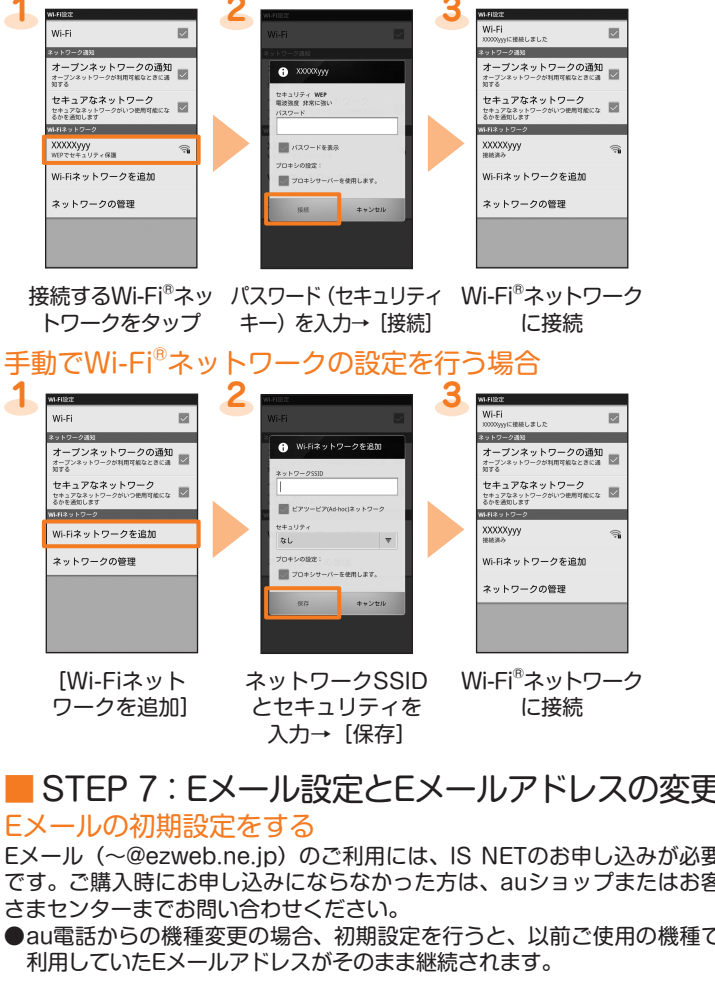 1
2
3
Wi-Fi設定
Wi-Fi
ネットワーク通知
オープンネットワークの通知
オープンネットワークが利用可能なときに通
知する
セキュアなネットワーク
セキュアなネットワークがいつ使用可能にな
るかを通知します
Wi-Fiネットワーク
XXXXXyyy
WEPでセキュリティ保護
Wi-Fiネットワークを追加
ネットワークの管理
Wi-Fi設定
Wi-Fi
ネットワーク通知
XXXXXyyy
セキュリティ WEP
電波強度 非常に強い
パスワード
パスワードを表示
プロキシの設定:
プロキシサーバーを使用します。
接続
キャンセル
Wi-Fi設定
Wi-Fi
XXXXXyyyに接続しました
ネットワーク通知
オープンネットワークの通知
オープンネットワークが利用可能なときに通
知する
セキュアなネットワーク
セキュアなネットワークがいつ使用可能にな
るかを通知します
Wi-Fiネットワーク
XXXXXyyy
接続済み
Wi-Fiネットワークを追加
ネットワークの管理
接続するWi-Fi®ネッ
トワークをタップ
パスワード(セキュリティ
キー)を入力→[接続]
Wi-Fi®ネットワーク
に接続
手動でWi-Fi®ネットワークの設定を行う場合
1
2
3
Wi-Fi設定
Wi-Fi
ネットワーク通知
オープンネットワークの通知
オープンネットワークが利用可能なときに通
知する
セキュアなネットワーク
セキュアなネットワークがいつ使用可能にな
るかを通知します
Wi-Fiネットワーク
Wi-Fiネットワークを追加
ネットワークの管理
Wi-Fi設定
Wi-Fi
Wi-Fiネットワークを追加
ネットワークSSID
ピアツーピア(Ad-hoc)ネットワーク
セキュリティ
なし
プロキシの設定:
プロキシサーバーを使用します。
保存
キャンセル
Wi-Fi設定
Wi-Fi
XXXXXyyyに接続しました
ネットワーク通知
オープンネットワークの通知
オープンネットワークが利用可能なときに通
知する
セキュアなネットワーク
セキュアなネットワークがいつ使用可能にな
るかを通知します
Wi-Fiネットワーク
XXXXXyyy
接続済み
Wi-Fiネットワークを追加
ネットワークの管理
[Wi-Fiネット
ワークを追加]
ネットワークSSID
とセキュリティを
入力→[保存]
Wi-Fi®ネットワーク
に接続
■ STEP 7:Eメール設定とEメールアドレスの変更
Eメールの初期設定をする
Eメール(〜@ezweb.ne.jp)のご利用には、IS NETのお申し込みが必要
です。ご購入時にお申し込みにならなかった方は、auショップまたはお客
さまセンターまでお問い合わせください。
●au電話からの機種変更の場合、初期設定を行うと、以前ご使用の機種で
利用していたEメールアドレスがそのまま継続されます。